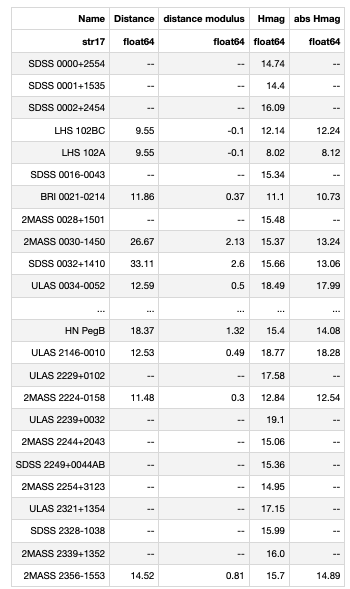 Name Distance distance modulus Hmag abs Hmag
str17 float64 float64 float64 float64
SDSS 0000+2554 -- -- 14.74 --
SDSS 0001+1535 -- -- 14.4 --
SDSS 0002+2454 -- -- 16.09 --
LHS 102BC 9.55 -0.1 12.14 12.24
LHS 102A 9.55 -0.1 8.02 8.12
SDSS 0016-0043 -- -- 15.34 --
BRI 0021-0214 11.86 0.37 11.1 10.73
2MASS 0028+1501 -- -- 15.48 --
2MASS 0030-1450 26.67 2.13 15.37 13.24
SDSS 0032+1410 33.11 2.6 15.66 13.06
ULAS 0034-0052 12.59 0.5 18.49 17.99
... ... ... ... ...
HN PegB 18.37 1.32 15.4 14.08
ULAS 2146-0010 12.53 0.49 18.77 18.28
ULAS 2229+0102 -- -- 17.58 --
2MASS 2224-0158 11.48 0.3 12.84 12.54
ULAS 2239+0032 -- -- 19.1 --
2MASS 2244+2043 -- -- 15.06 --
SDSS 2249+0044AB -- -- 15.36 --
2MASS 2254+3123 -- -- 14.95 --
ULAS 2321+1354 -- -- 17.15 --
SDSS 2328-1038 -- -- 15.99 --
2MASS 2339+1352 -- -- 16.0 --
2MASS 2356-1553 14.52 0.81 15.7 14.89